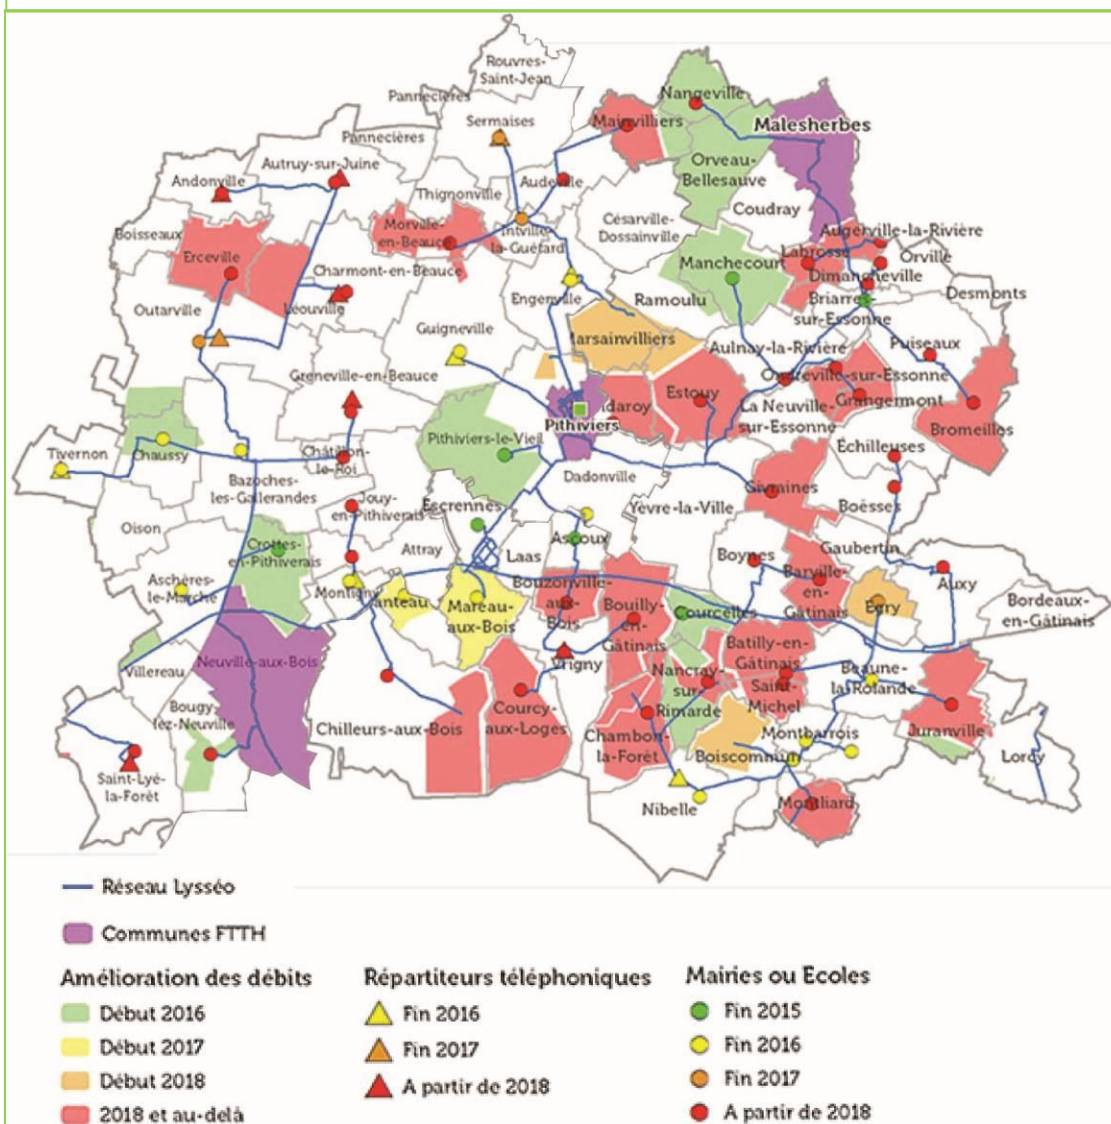 Rouvres-
Saint-Jean
Pannecières
Sermaises
Nangeville
Mainvilliers
Malesherbes
Pannecières
Autruy-sur-Juine
Andonville
Thignonville
Audeville
Orveau-
Bellesauve
Coudray
Césarville-
Dossainville
Morville-
en-Beauce
Intville-
la-Guétard
Boisseaux
Erceville
Charmont-en-Beauce
Augerville-la-Rivière
Labrosse
Orville
Manchecourt
Dimancheville
Outarville
Léouville
Engenville
Ramoulu
Briarres-
sur-Essonne
Desmonts
Guigneville
Marsainvilliers
Aulnay-la-Rivière
Puiseaux
Greneville-en-Beauce
Ondreville-sur-Essonne
Estouy
Grangermont
idaroy
La Neuville-
sur-Essonne
Pithiviers
Bromeilles
Pithiviers-le-Vieil
Échilleuses
Tivernon
Chaussy
Châtillon-
le-Roi
Dadonville
Bazoches-
les-Gallerandes
Givraines
Jouy-
en-Pithiverais
Escrennes
Yèvre-la-Ville
Boësses
Oison
Crottes-
en-Pithiverais
Attray
Laas
Ascoux
Boynes
Gaubertin
Aschères-
le-Marché
Montigny
anteau
Mareau-
aux-Bois
Bouzonville-
aux-
Bois
Bouilly-
en-
Gâtinais
Barville-
en-
Gâtinais
Egry
Auxy
Bordeaux-
en-Gâtinais
Courcelles
Villereau
Neuville-aux-Bois
Vrigny
Nancray-
sur-
Rimarde
Batilly-en-
Gâtinais
Saint-
Michel
Beaune-
la-Rolande
Bougy-
lez-Neuville
Chilleurs-aux-Bois
Courcy-
aux-Loges
Chambon-
la-Forêt
Boiscommun
Montbarrois
Juranville
Saint-Lyé-
la-Forêt
Lorcy
Nibelle
Montliard
Réseau Lysséo
Communes FTTH
Amélioration des débits
Début 2016
Début 2017
Début 2018
2018 et au-delà
Répartiteurs téléphoniques
Fin 2016
Fin 2017
A partir de 2018
Mairies ou Ecoles
Fin 2015
Fin 2016
Fin 2017
A partir de 2018